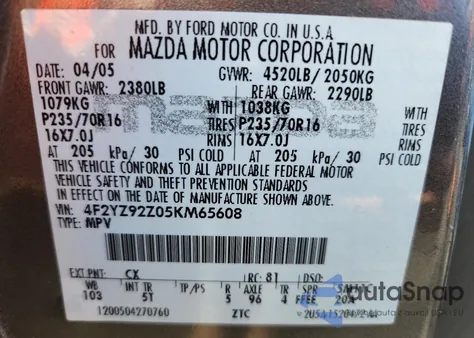 MFD. BY FORD MOTOR CO. IN U.S.A
FOR MAZDA MOTOR CORPORATION
DATE: 04/05 GVWR: 4520LB/ 2050KG
FRONT GAWR: 2380LB REAR GAWR: 2290LB
1079KG WITH 1038KG WITH
P235/70R16 TIRES P235/70R16 TIRES
16X7.0J RIMS 16X7.0J RIMS
AT 205 kPa/ 30 PSI COLD AT 205 kPa/ 30 PSI COLD
THIS VEHICLE CONFORMS TO ALL APPLICABLE FEDERAL MOTOR
VEHICLE SAFETY AND THEFT PREVENTION STANDARDS
IN EFFECT ON THE DATE OF MANUFACTURE SHOWN ABOVE.
VIN: 4F2YZ92Z05KM65608
TYPE: MPV
EXT PNT: CX RC: 81 DSO:
WB INT TR TP/PS R AXLE TR SPR
103 5T 5 96 4 FFEE 20A
1200504270760 ZTC
autoSnap